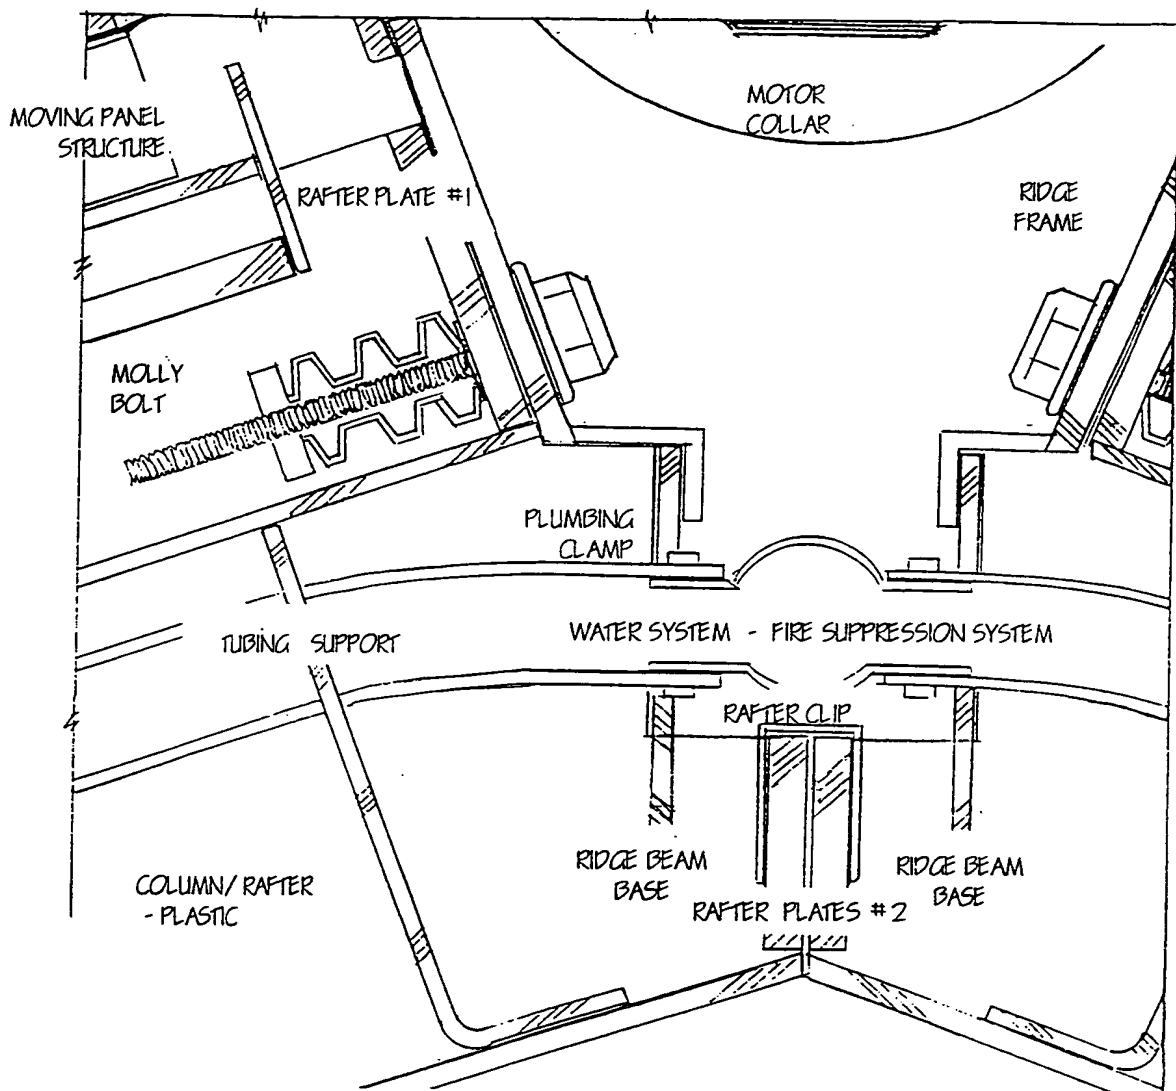 MOTOR
COLLAR
MOVING PANEL
STRUCTURE
RAFTER PLATE #1
RIDGE
FRAME
MOLLY
BOLT
PLUMBING
CLAMP
TUBING SUPPORT
WATER SYSTEM - FIRE SUPPRESSION SYSTEM
RAFTER CLIP
RIDGE BEAM
BASE
RIDGE BEAM
BASE
COLUMN/RAFTER
- PLASTIC
RAFTER PLATES #2